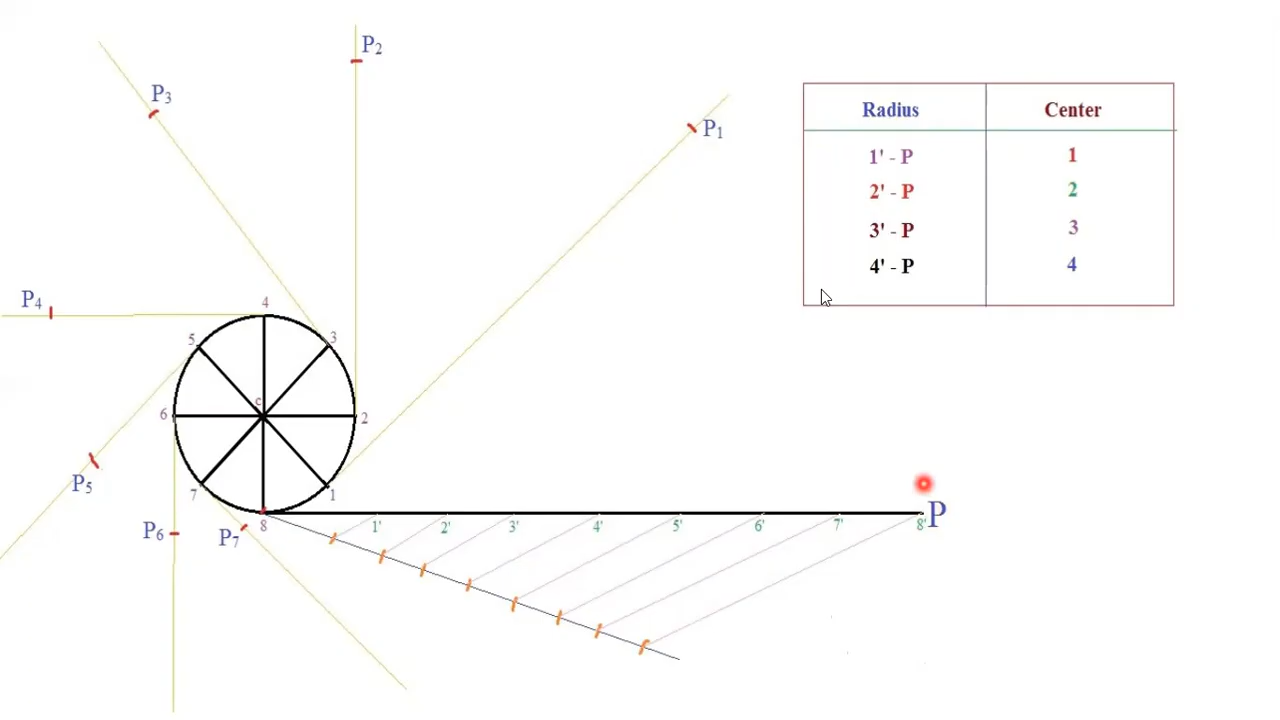 P2
P3
P1
Radius Center
1' - P 1
2' - P 2
3' - P 3
4' - P 4
P4
4
5
3
c
6
2
P5
7
1
P6
P7
8
1' 2' 3' 4' 5' 6' 7' 8'
P